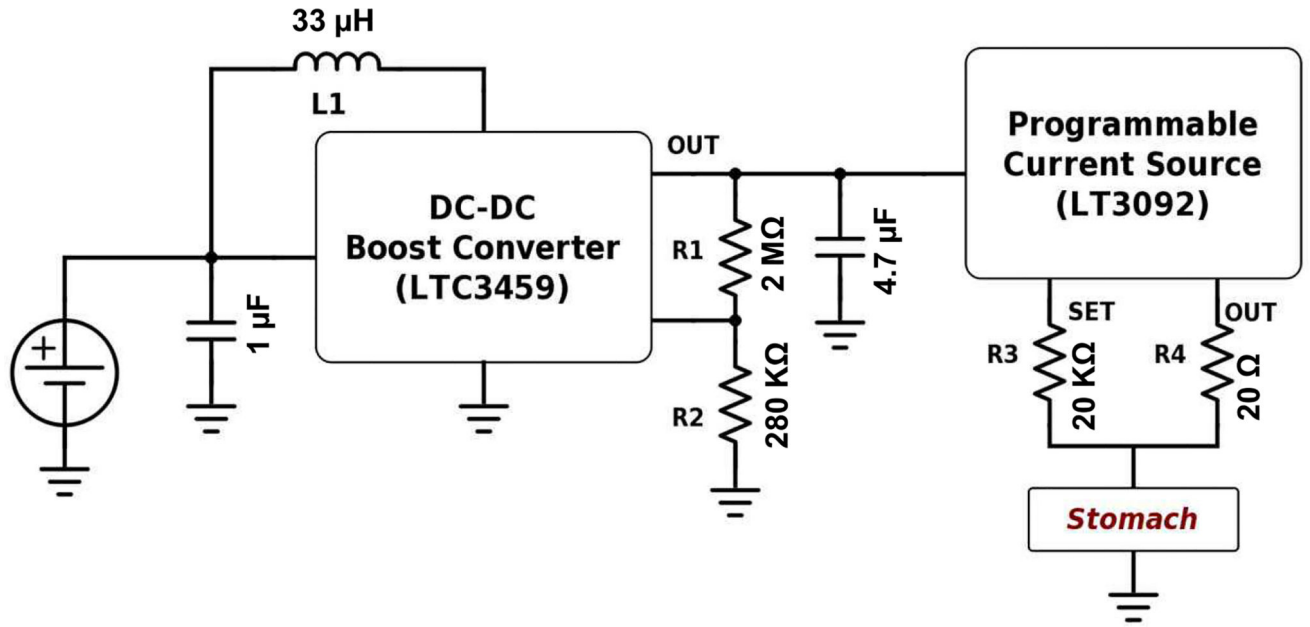 33 µH
L1
DC-DC
Boost Converter
(LTC3459)
+
1 µF
OUT
R1
2 MΩ
R2
280 KΩ
4.7 µF
Programmable
Current Source
(LT3092)
SET
OUT
R3
20 KΩ
R4
20 Ω
Stomach